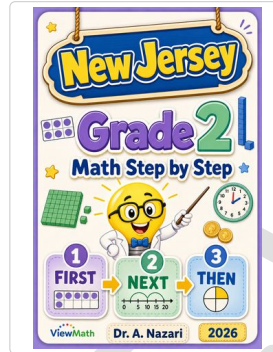 New Jersey
Grade 2
Math Step by Step
1 2 3
FIRST NEXT THEN
0 5 10 15 20
ViewMath Dr. A. Nazari 2026